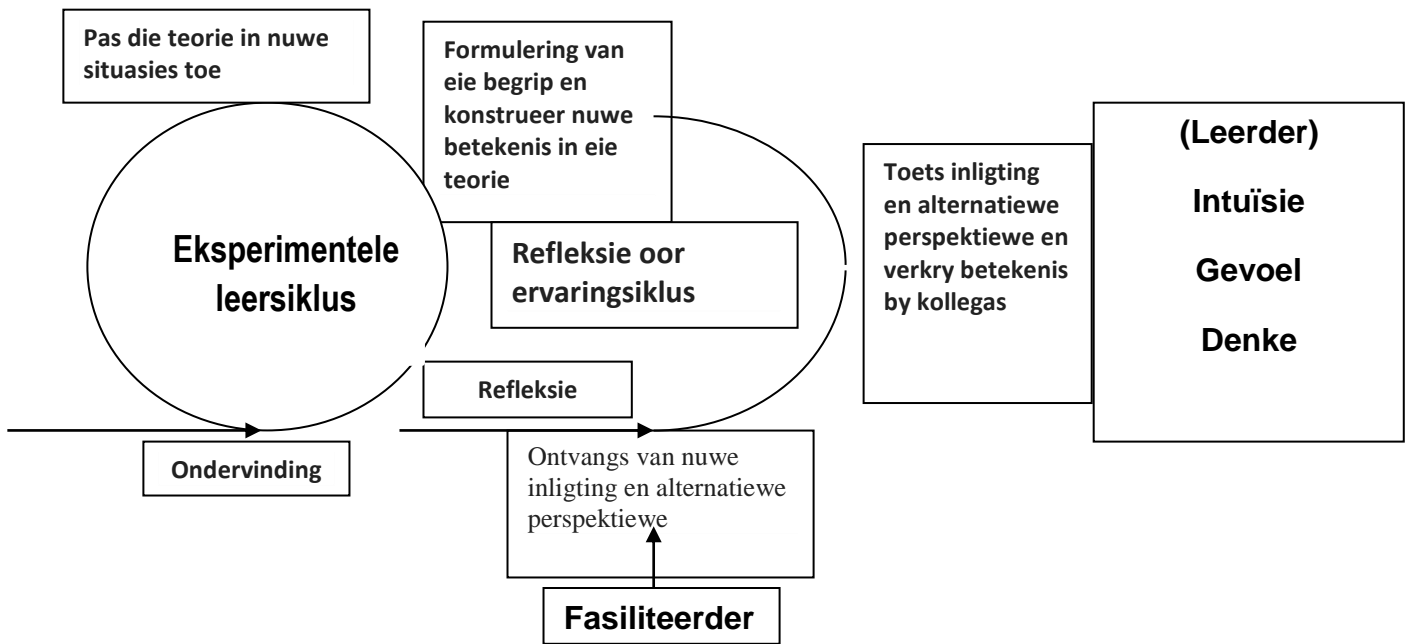 Pas die teorie in nuwe
situasies toe
Formulering van
eie begrip en
konstrueer nuwe
betekenis in eie
teorie
Eksperimentele
leersiklus
Refleksie oor
ervaringsiklus
Toets inligting
en alternatiewe
perspektiewe en
verkry betekenis
by kollegas
(Leerder)
Intuïsie
Gevoel
Denke
Refleksie
Ondervinding
Ontvangs van nuwe
inligting en alternatiewe
perspektiewe
Fasiliteerder